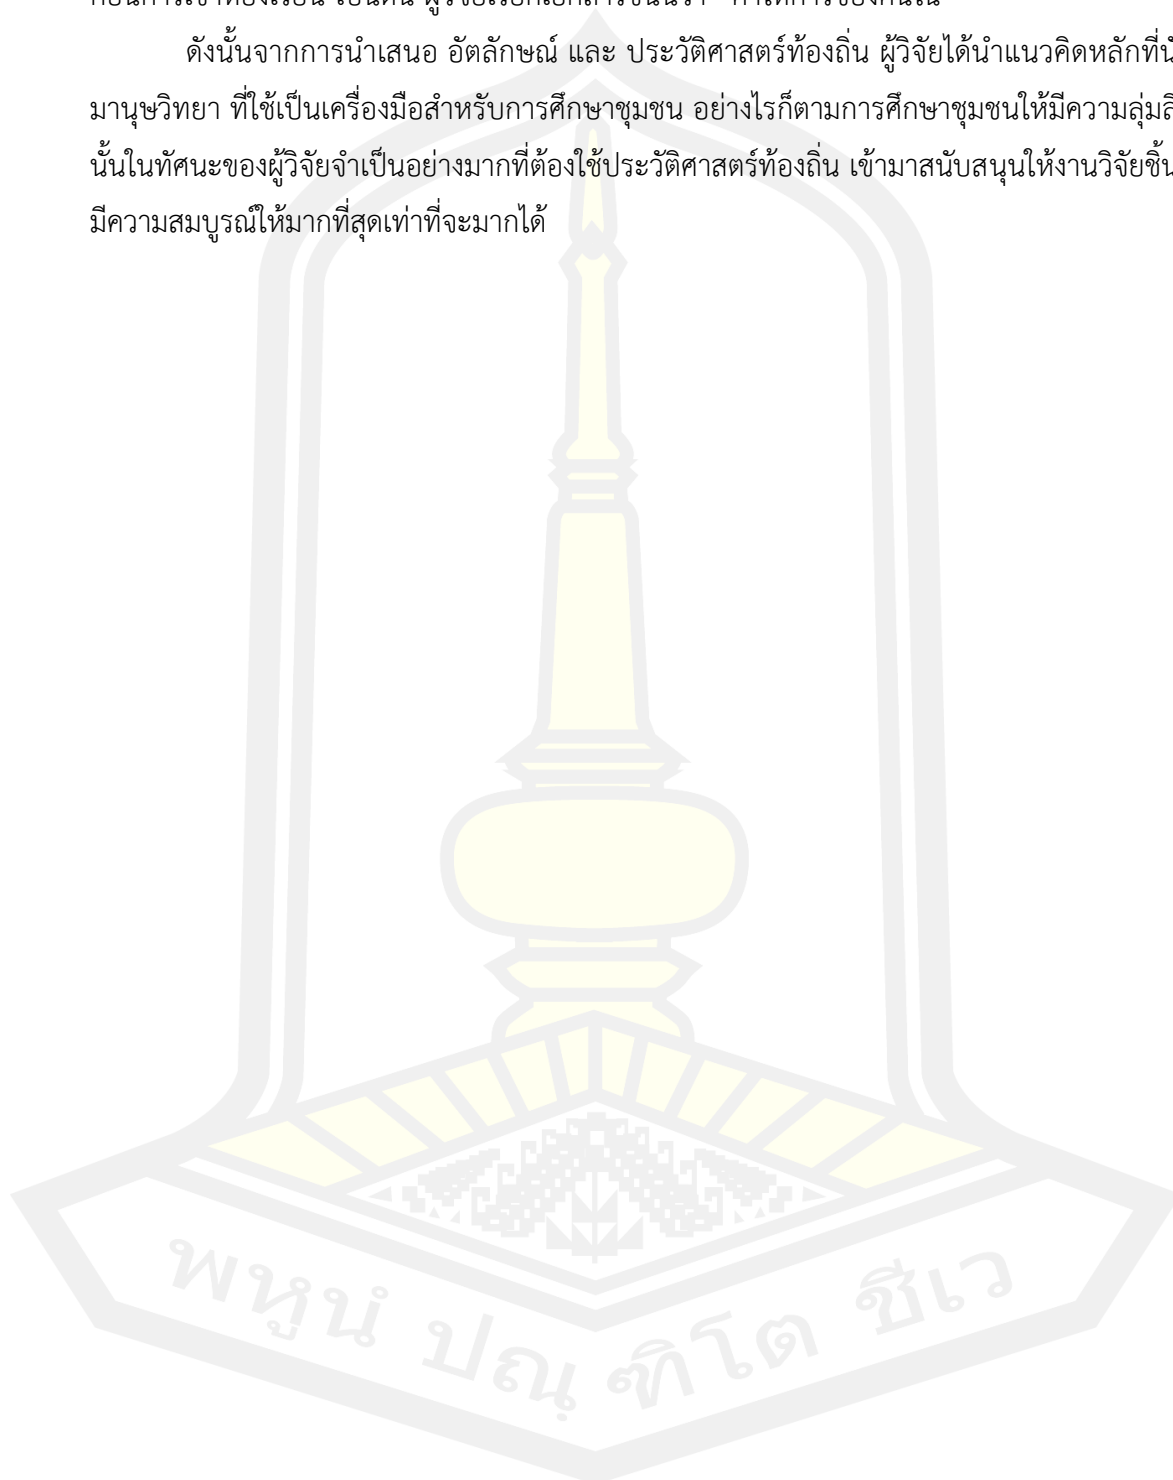 ดังนั้นจากการนำเสนอ อัตลักษณ์ และ ประวัติศาสตร์ท้องถิ่น ผู้วิจัยได้นำแนวคิดหลักที่
มานุษวิทยา ที่ใช้เป็นเครื่องมือสำหรับการศึกษาชุมชน อย่างไรก็ตามการศึกษาชุมชนให้มีความ
นั้นในทัศนะของผู้วิจัยจำเป็นอย่างมากที่ต้องใช้ประวัติศาสตร์ท้องถิ่น เข้ามาสนับสนุนให้งานวิจัยชิ้น
มีความสมบูรณ์ให้มากที่สุดเท่าที่จะมากได้
พหูนํ ปณฺฑิโต ชีเว